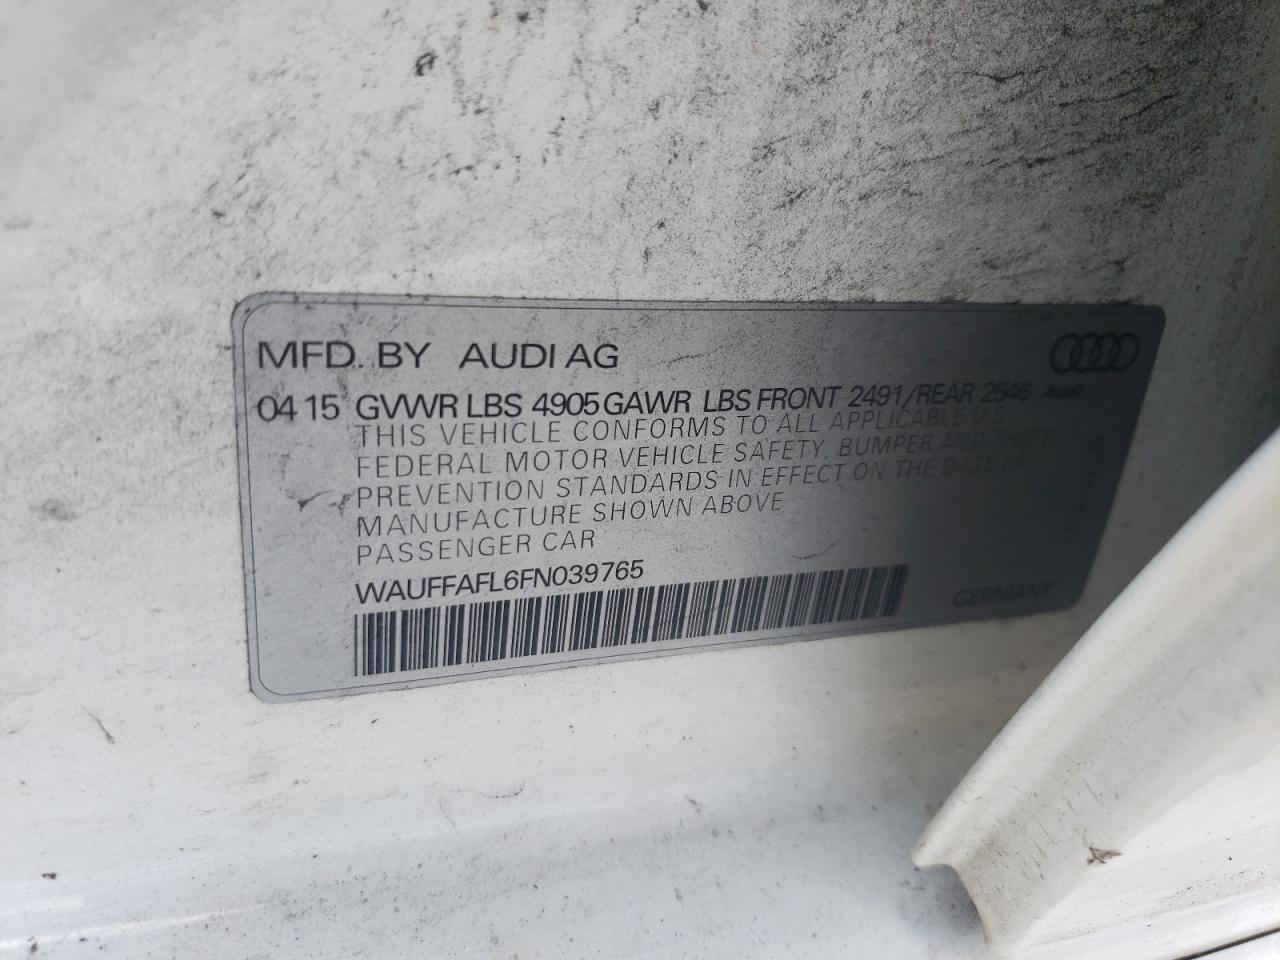 MFD. BY AUDI AG
04 15 GVWR LBS 4905 GAWR LBS FRONT 2491/REAR 2546
Audi
THIS VEHICLE CONFORMS TO ALL APPLICABLE U.S.
FEDERAL MOTOR VEHICLE SAFETY, BUMPER AND THEFT
PREVENTION STANDARDS IN EFFECT ON THE DATE OF
MANUFACTURE SHOWN ABOVE
PASSENGER CAR
WAUFFAFL6FN039765
GERMANY